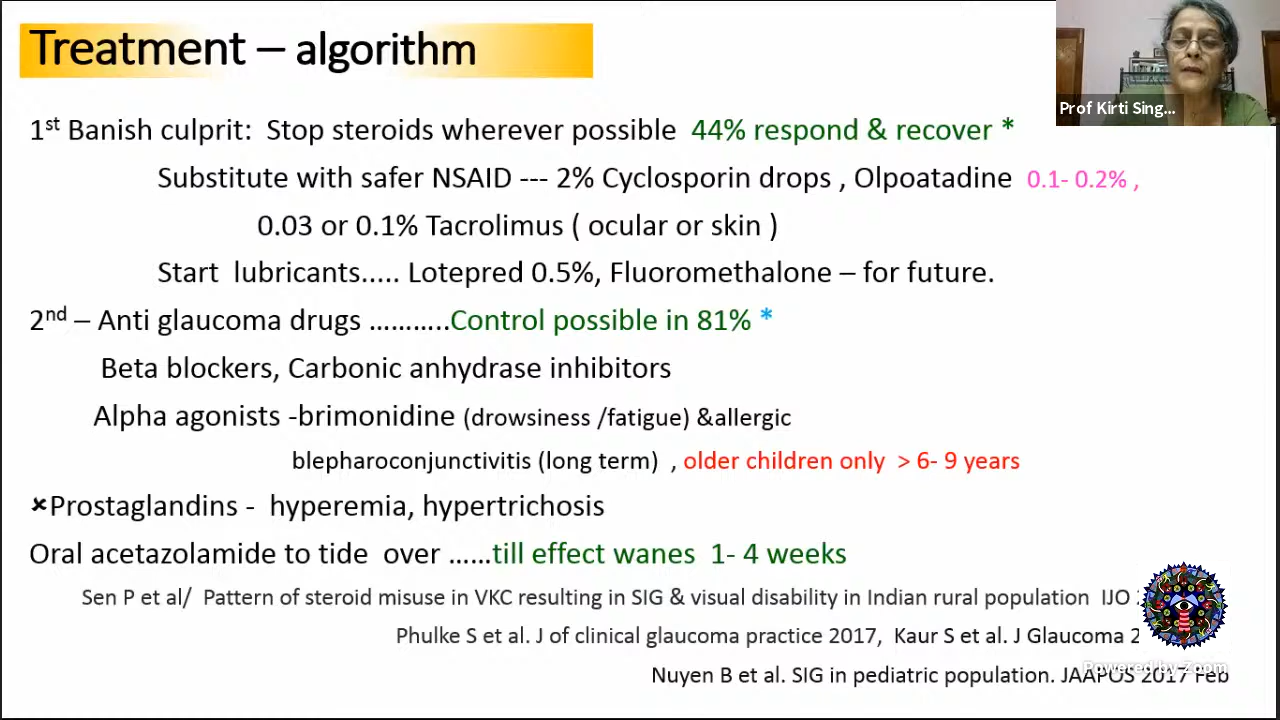 Treatment – algorithm
Prof Kirti Sing...
1st Banish culprit: Stop steroids wherever possible 44% respond & recover *
Substitute with safer NSAID --- 2% Cyclosporin drops , Olpoatadine 0.1- 0.2% ,
0.03 or 0.1% Tacrolimus ( ocular or skin )
Start lubricants..... Lotepred 0.5%, Fluoromethalone – for future.
2nd – Anti glaucoma drugs ………..Control possible in 81% *
Beta blockers, Carbonic anhydrase inhibitors
Alpha agonists -brimonidine (drowsiness /fatigue) &allergic
blepharoconjunctivitis (long term) , older children only > 6- 9 years
×Prostaglandins - hyperemia, hypertrichosis
Oral acetazolamide to tide over ……till effect wanes 1- 4 weeks
Sen P et al/ Pattern of steroid misuse in VKC resulting in SIG & visual disability in Indian rural population IJO
Phulke S et al. J of clinical glaucoma practice 2017, Kaur S et al. J Glaucoma 2
Powered by Zoom
Nuyen B et al. SIG in pediatric population. JAAPOS 2017 Feb